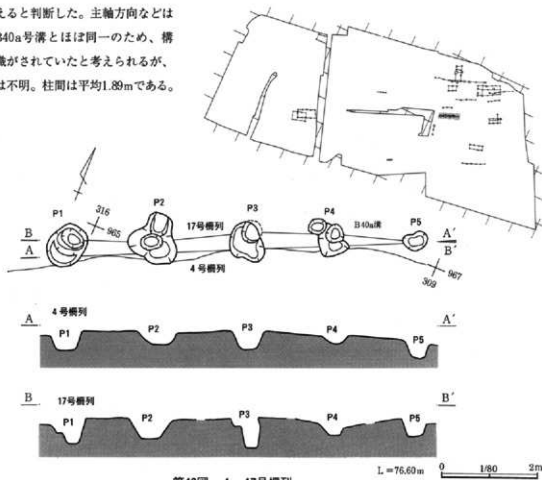 えると判断した。主軸方向などは
B40a号溝とほぼ同一のため、構
識がされていたと考えられるが、
は不明。柱間は平均1.89mである。
P1 P2 P3 P4 P5
316
965
17号柵列
B40a溝
B A'
A B'
4号柵列
309
967
A 4号柵列 A'
P1 P2 P3 P4 P5
B 17号柵列 B'
P1 P2 P3 P4 P5
L=76.60m 0 1/80 2m